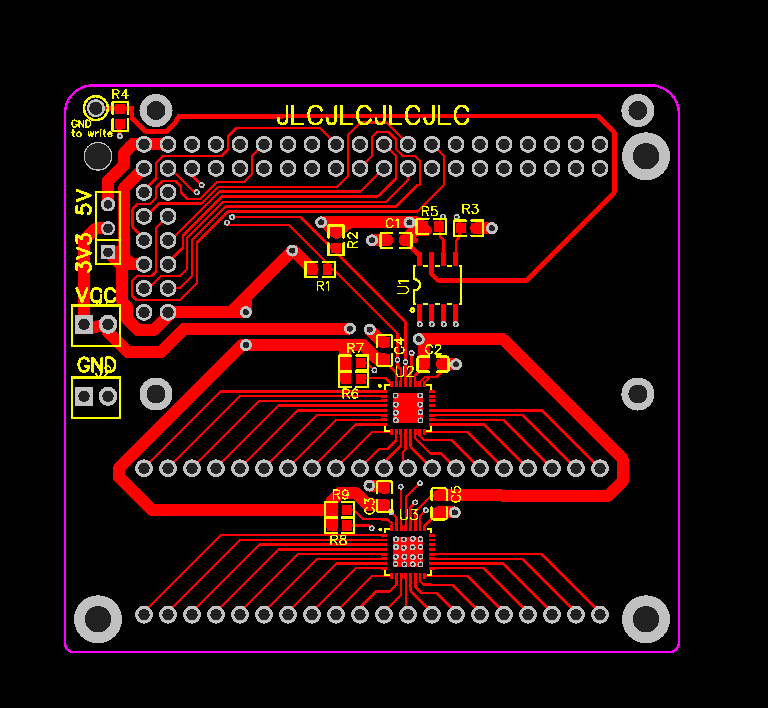 R4
JLCJLCJLCJLC
GND
to write
5V
R5
R3
C1
R2
3V3
R1
U1
VCC
C4
R7
C2
GND
U2
R6
R9
C3
C5
U3
R8